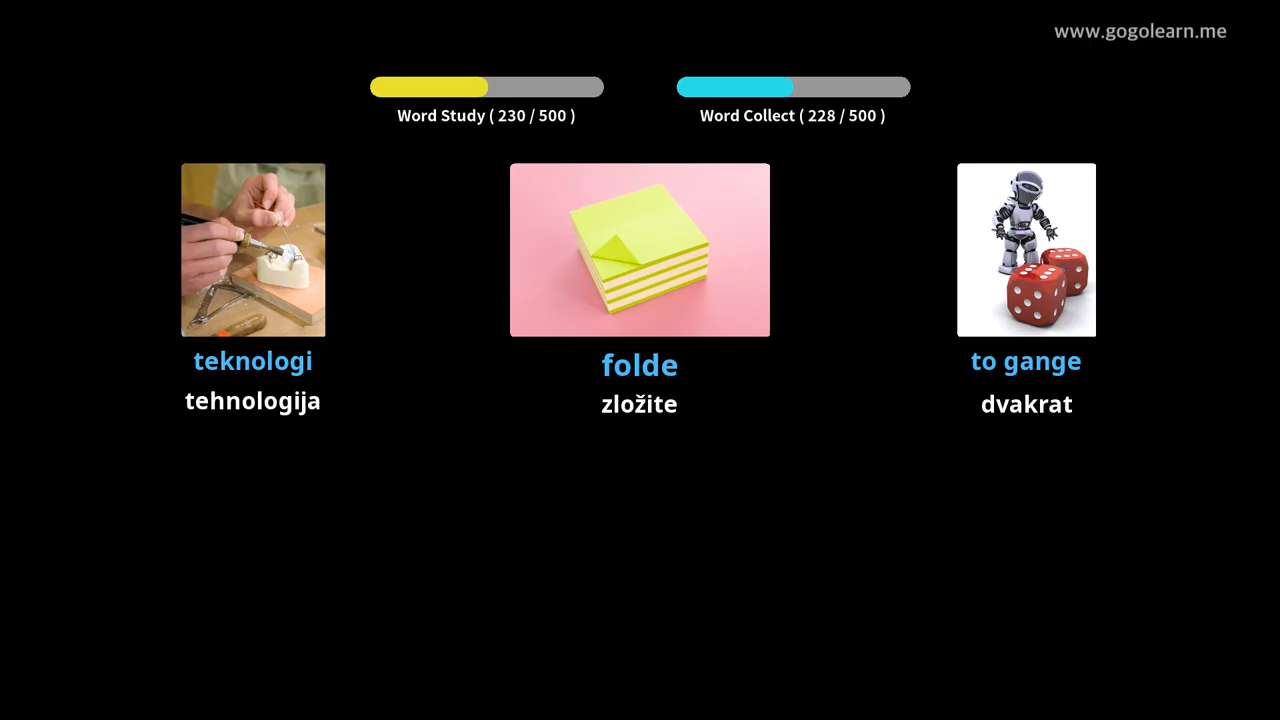 www.gogolearn.me
Word Study ( 230 / 500 )
Word Collect ( 228 / 500 )
teknologi
tehnologija
folde
zložite
to gange
dvakrat